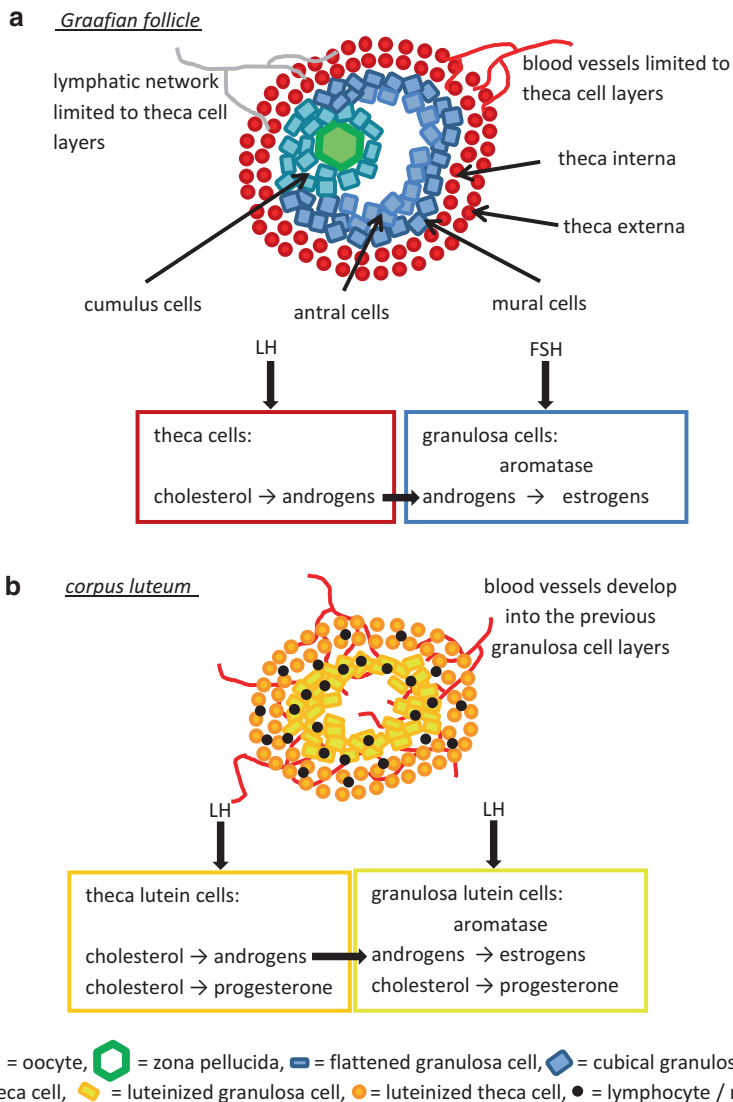 a Graafian follicle
lymphatic network
limited to theca cell
layers
blood vessels limited to
theca cell layers
theca interna
theca externa
cumulus cells
antral cells
mural cells
LH
FSH
theca cells:
cholesterol → androgens
granulosa cells:
aromatase
androgens → estrogens
b corpus luteum
blood vessels develop
into the previous
granulosa cell layers
LH
LH
theca lutein cells:
cholesterol → androgens
cholesterol → progesterone
granulosa lutein cells:
aromatase
androgens → estrogens
cholesterol → progesterone
= oocyte, = zona pellucida, = flattened granulosa cell, = cubical
cell, = luteinized granulosa cell, = luteinized theca cell, = lymphocyte /